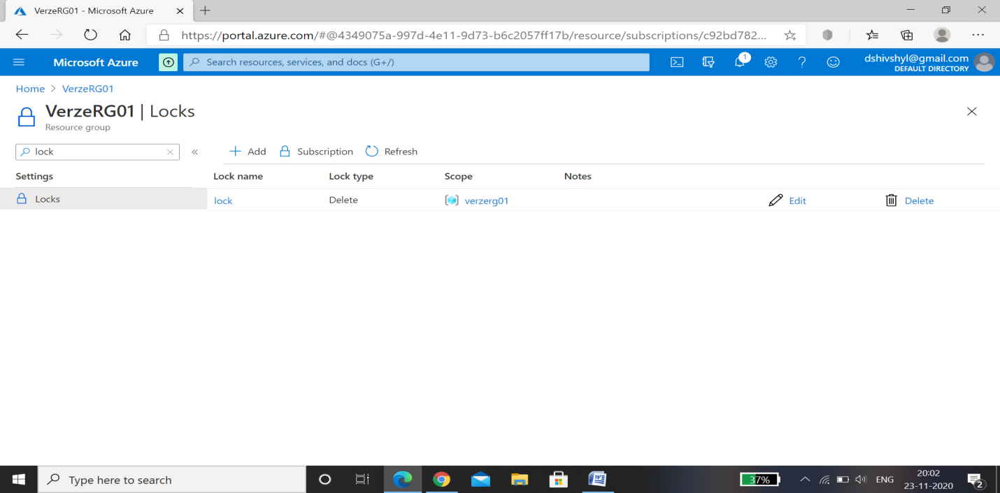 VerzeRG01 - Microsoft Azure
https://portal.azure.com/#@4349075a-997d-4e11-9d73-b6c2057ff17b/resource/subscriptions/c92bd782...
Microsoft Azure
Search resources, services, and docs (G+/)
1
dshivshyl@gmail.com
DEFAULT DIRECTORY
Home > VerzeRG01
VerzeRG01 | Locks
Resource group
lock
Add Subscription Refresh
Settings
Lock name Lock type Scope Notes
Locks
lock Delete verzerg01 Edit Delete
Type here to search
37%
ENG
20:02
23-11-2020
2